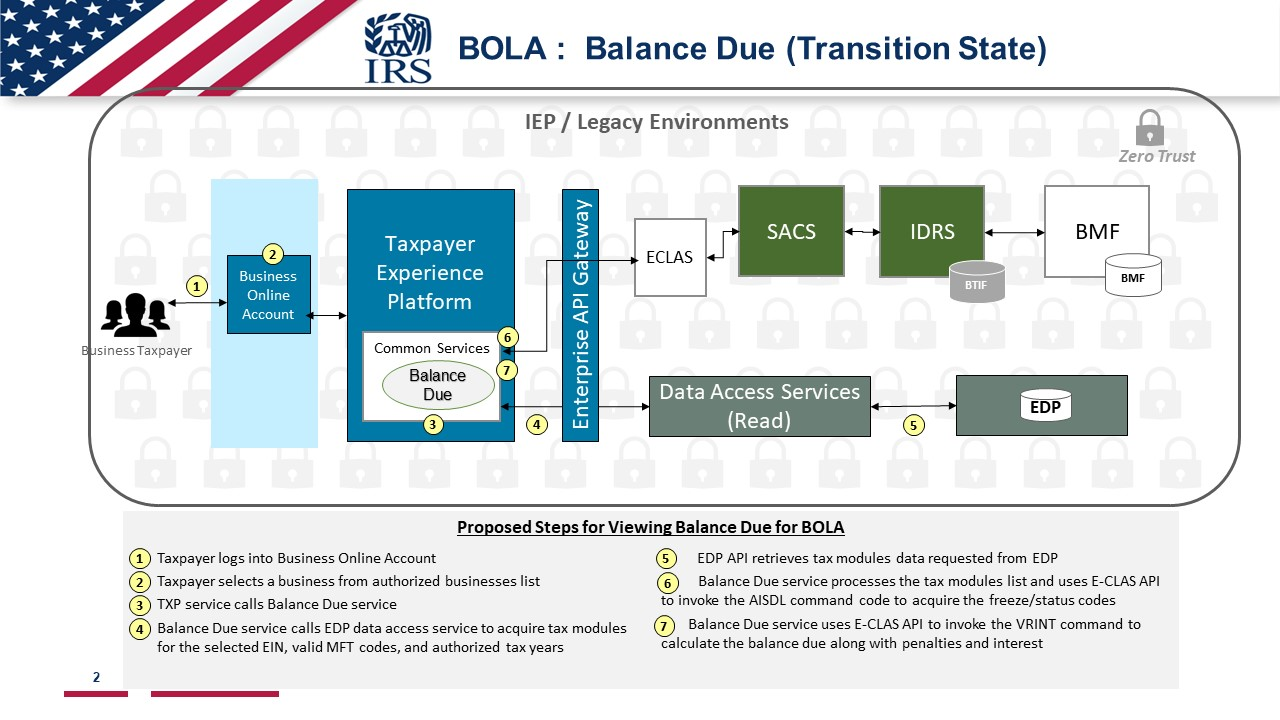 IRS
BOLA :  Balance Due (Transition State)
IEP / Legacy Environments
Zero Trust
Business Taxpayer
1
2
Business
Online
Account
Taxpayer
Experience
Platform
Common Services
Balance
Due
3
6
7
4
Enterprise API Gateway
ECLAS
SACS
IDRS
BTIF
BMF
BMF
Data Access Services
(Read)
5
EDP
Proposed Steps for Viewing Balance Due for BOLA
1 Taxpayer logs into Business Online Account
2 Taxpayer selects a business from authorized businesses list
3 TXP service calls Balance Due service
4 Balance Due service calls EDP data access service to acquire tax modules
for the selected EIN, valid MFT codes, and authorized tax years
5 EDP API retrieves tax modules data requested from EDP
6 Balance Due service processes the tax modules list and uses E-CLAS API
to invoke the AISDL command code to acquire the freeze/status codes
7 Balance Due service uses E-CLAS API to invoke the VRINT command to
calculate the balance due along with penalties and interest
2